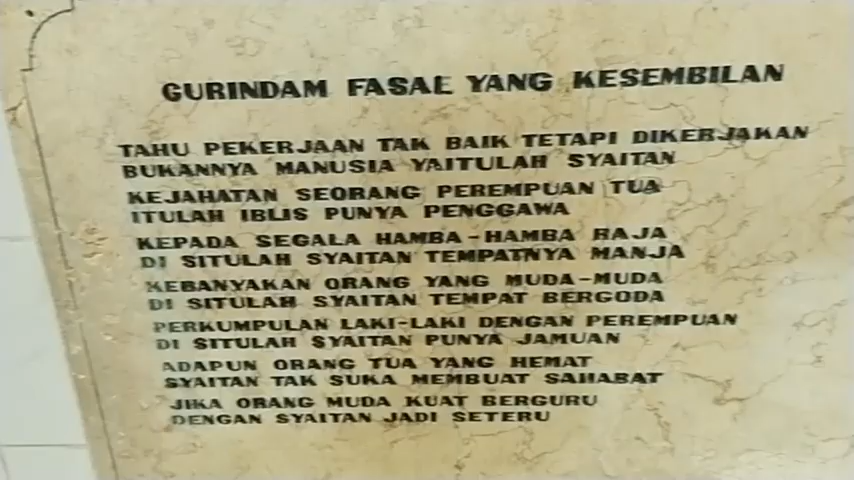 GURINDAM FASAL YANG KESEMBILAN
TAHU PEKERJAAN TAK BAIK TETAPI DIKERJAKAN
BUKANNYA MANUSIA YAITULAH SYAITAN
KEJAHATAN SEORANG PEREMPUAN TUA
ITULAH IBLIS PUNYA PENGGAWA
KEPADA SEGALA HAMBA-HAMBA RAJA
DI SITULAH SYAITAN TEMPATNYA MANJA
KEBANYAKAN ORANG YANG MUDA-MUDA
DI SITULAH SYAITAN TEMPAT BERGODA
PERKUMPULAN LAKI-LAKI DENGAN PEREMPUAN
DI SITULAH SYAITAN PUNYA JAMUAN
ADAPUN ORANG TUA YANG HEMAT
SYAITAN TAK SUKA MEMBUAT SAHABAT
JIKA ORANG MUDA KUAT BERGURU
DENGAN SYAITAN JADI SETERU